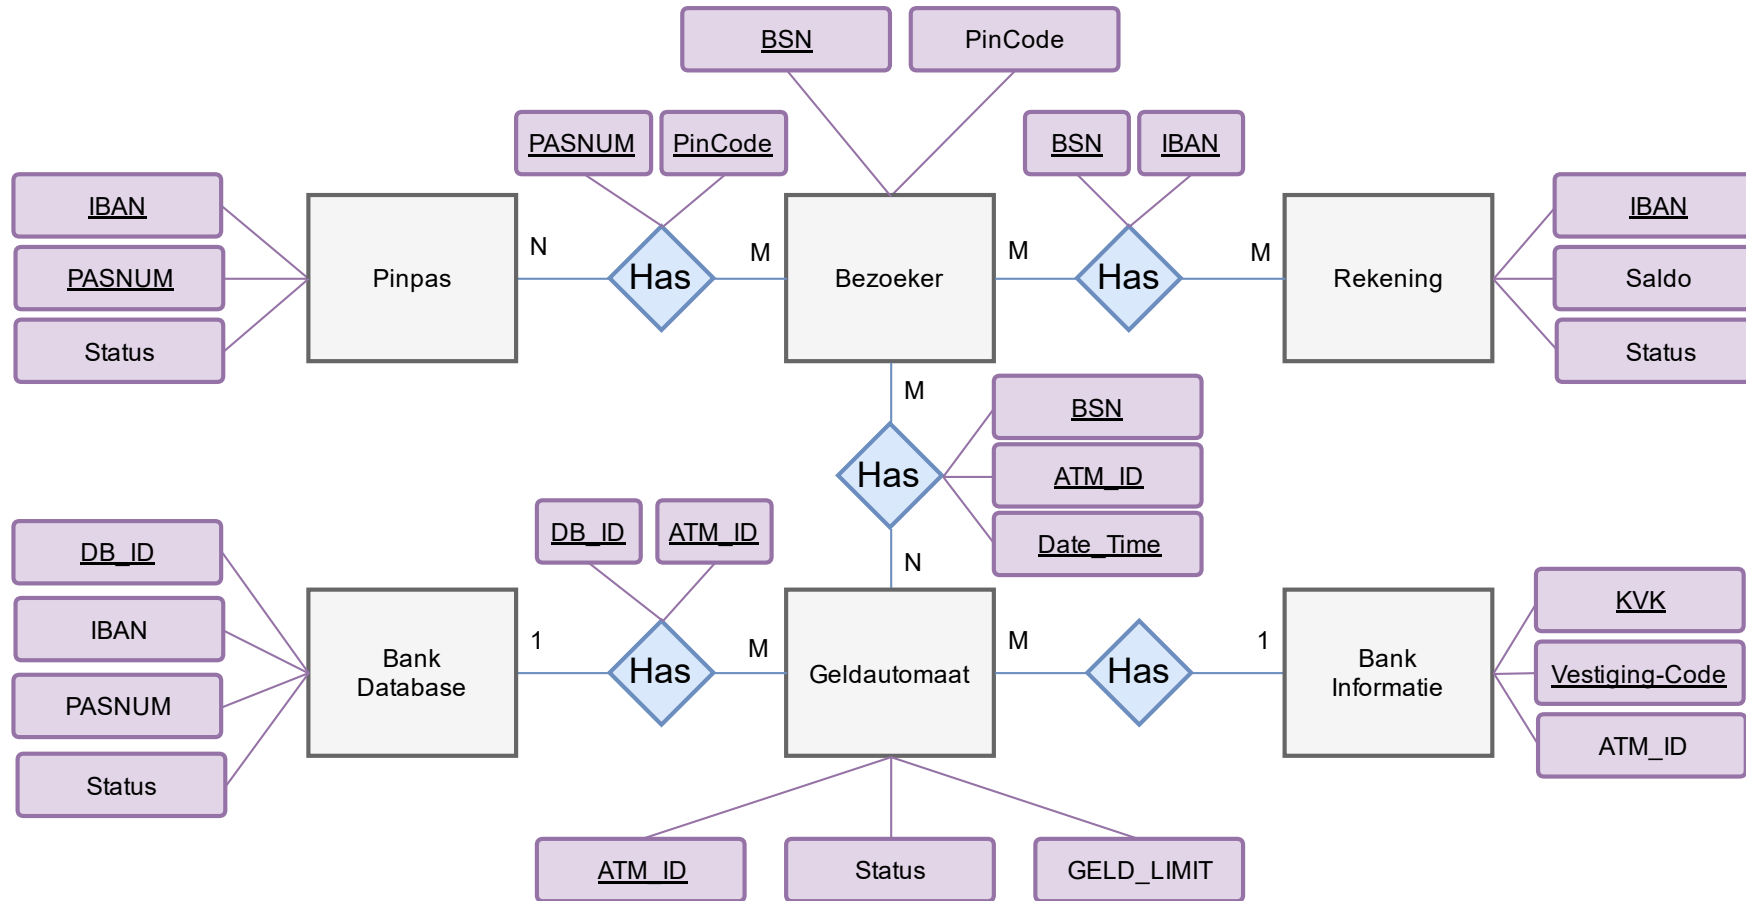 BSN
PinCode
PASNUM
PinCode
BSN
IBAN
IBAN
PASNUM
Status
Pinpas
N
Has
M
Bezoeker
M
Has
M
Rekening
IBAN
Saldo
Status
M
Has
N
BSN
ATM_ID
Date_Time
DB_ID
ATM_ID
DB_ID
IBAN
PASNUM
Status
Bank
Database
1
Has
M
Geldautomaat
M
Has
1
Bank
Informatie
KVK
Vestiging-Code
ATM_ID
ATM_ID
Status
GELD_LIMIT